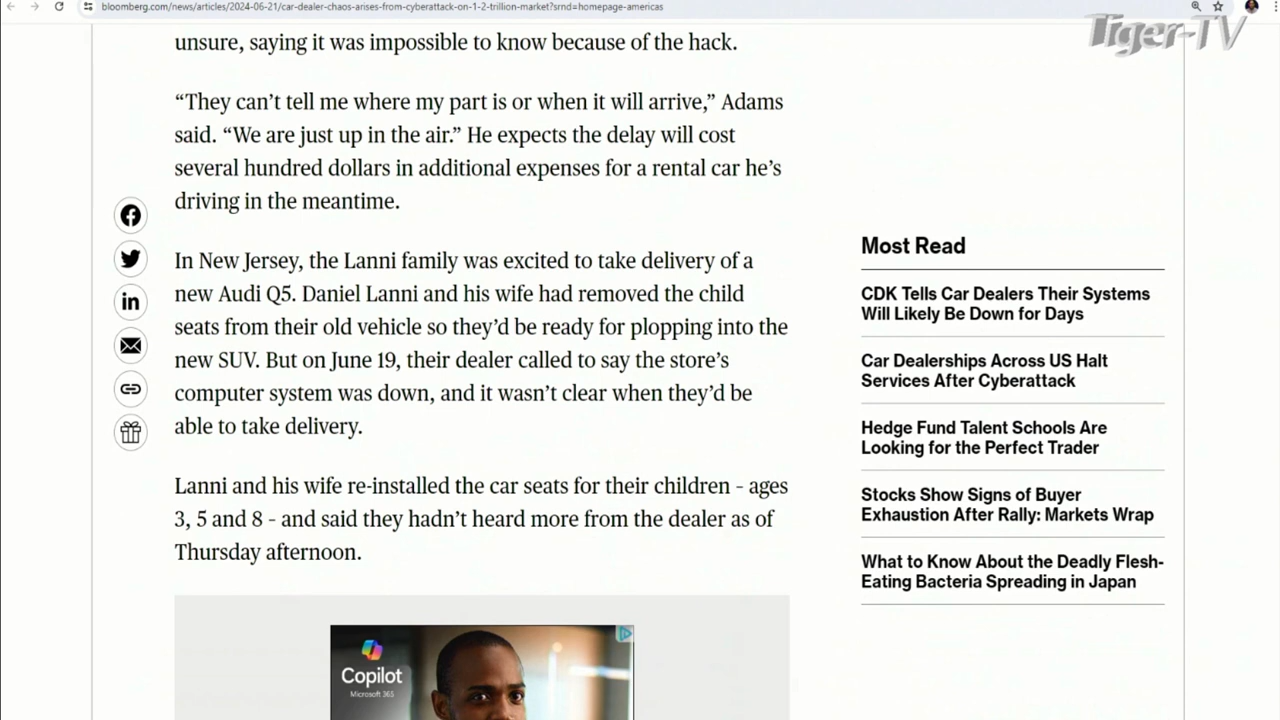 bloomberg.com/news/articles/2024-06-21/car-dealer-chaos-arises-from-cyberattack-on-1-2-trillion-market?srnd=homepage-americas
Tiger-TV
unsure, saying it was impossible to know because of the hack.
“They can’t tell me where my part is or when it will arrive,” Adams
said. “We are just up in the air.” He expects the delay will cost
several hundred dollars in additional expenses for a rental car he’s
driving in the meantime.
In New Jersey, the Lanni family was excited to take delivery of a
new Audi Q5. Daniel Lanni and his wife had removed the child
seats from their old vehicle so they’d be ready for plopping into the
new SUV. But on June 19, their dealer called to say the store’s
computer system was down, and it wasn’t clear when they’d be
able to take delivery.
Lanni and his wife re-installed the car seats for their children - ages
3, 5 and 8 - and said they hadn’t heard more from the dealer as of
Thursday afternoon.
Most Read
CDK Tells Car Dealers Their Systems
Will Likely Be Down for Days
Car Dealerships Across US Halt
Services After Cyberattack
Hedge Fund Talent Schools Are
Looking for the Perfect Trader
Stocks Show Signs of Buyer
Exhaustion After Rally: Markets Wrap
What to Know About the Deadly Flesh-
Eating Bacteria Spreading in Japan
Copilot
Microsoft 365